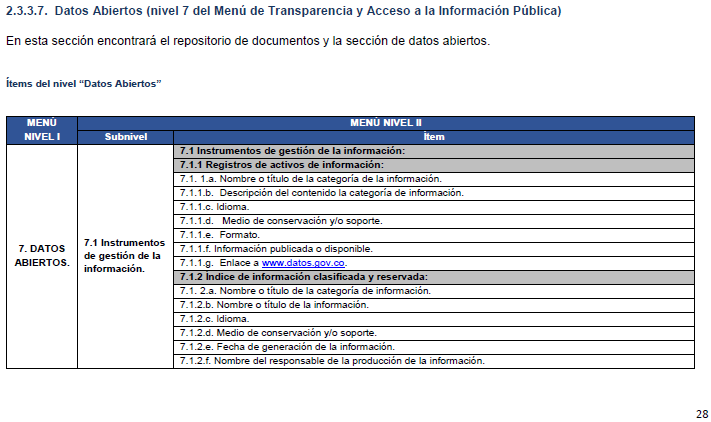 2.3.3.7. Datos Abiertos (nivel 7 del Menú de Transparencia y Acceso a la Información Pública)
En esta sección encontrará el repositorio de documentos y la sección de datos abiertos.
Ítems del nivel “Datos Abiertos”
MENÚ NIVEL I
MENÚ NIVEL II
Subnivel
Ítem
7. DATOS ABIERTOS.
7.1 Instrumentos de gestión de la información.
7.1 Instrumentos de gestión de la información:
7.1.1 Registros de activos de información:
7.1. 1.a. Nombre o título de la categoría de la información.
7.1.1.b. Descripción del contenido la categoría de información.
7.1.1.c. Idioma.
7.1.1.d. Medio de conservación y/o soporte.
7.1.1.e. Formato.
7.1.1.f. Información publicada o disponible.
7.1.1.g. Enlace a www.datos.gov.co.
7.1.2 Índice de información clasificada y reservada:
7.1. 2.a. Nombre o título de la categoría de información.
7.1.2.b. Nombre o título de la información.
7.1.2.c. Idioma.
7.1.2.d. Medio de conservación y/o soporte.
7.1.2.e. Fecha de generación de la información.
7.1.2.f. Nombre del responsable de la producción de la información.
28